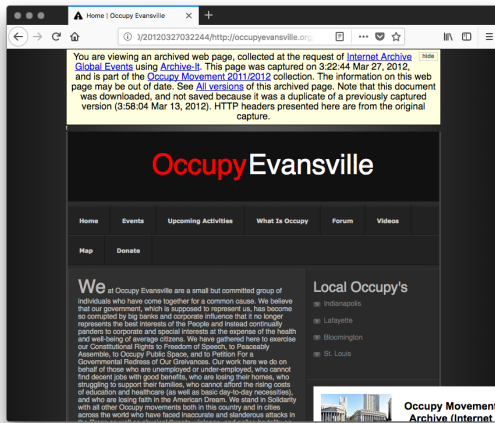 Home | Occupy Evansville
)/20120327032244/http://occupyevansville.org
You are viewing an archived web page, collected at the request of Internet Archive
hide
Global Events using Archive-It. This page was captured on 3:22:44 Mar 27, 2012,
and is part of the Occupy Movement 2011/2012 collection. The information on this web
page may be out of date. See All versions of this archived page. Note that this document
was downloaded, and not saved because it was a duplicate of a previously captured
version (3:58:04 Mar 13, 2012). HTTP headers presented here are from the original
capture.
OccupyEvansville
Home Events Upcoming Activities What Is Occupy Forum Videos
Map Donate
We at Occupy Evansville are a small but committed group of
individuals who have come together for a common cause. We believe
that our government, which is supposed to represent us, has become
so corrupted by big banks and corporate influence that it no longer
represents the best interests of the People and instead continually
panders to corporate and special interests at the expense of the health
and well-being of average citizens. We have gathered here to exercise
our Constitutional Rights to Freedom of Speech, to Peaceably
Assemble, to Occupy Public Space, and to Petition For a
Governmental Redress of Our Greivances. Our work here we do on
behalf of those who are unemployed or under-employed, who cannot
find decent jobs with good benefits, who are losing their homes, who
struggling to support their families, who cannot afford the rising costs
of education and healthcare (as well as basic day-to-day necessities),
and who are losing faith in the American Dream. We stand in Solidarity
with all other Occupy movements both in this country and in cities
across the world who have faced inaccurate and slanderous attacks in
Local Occupy's
Indianapolis
Lafayette
Bloomington
St. Louis
Occupy Movement
Archive (Internet